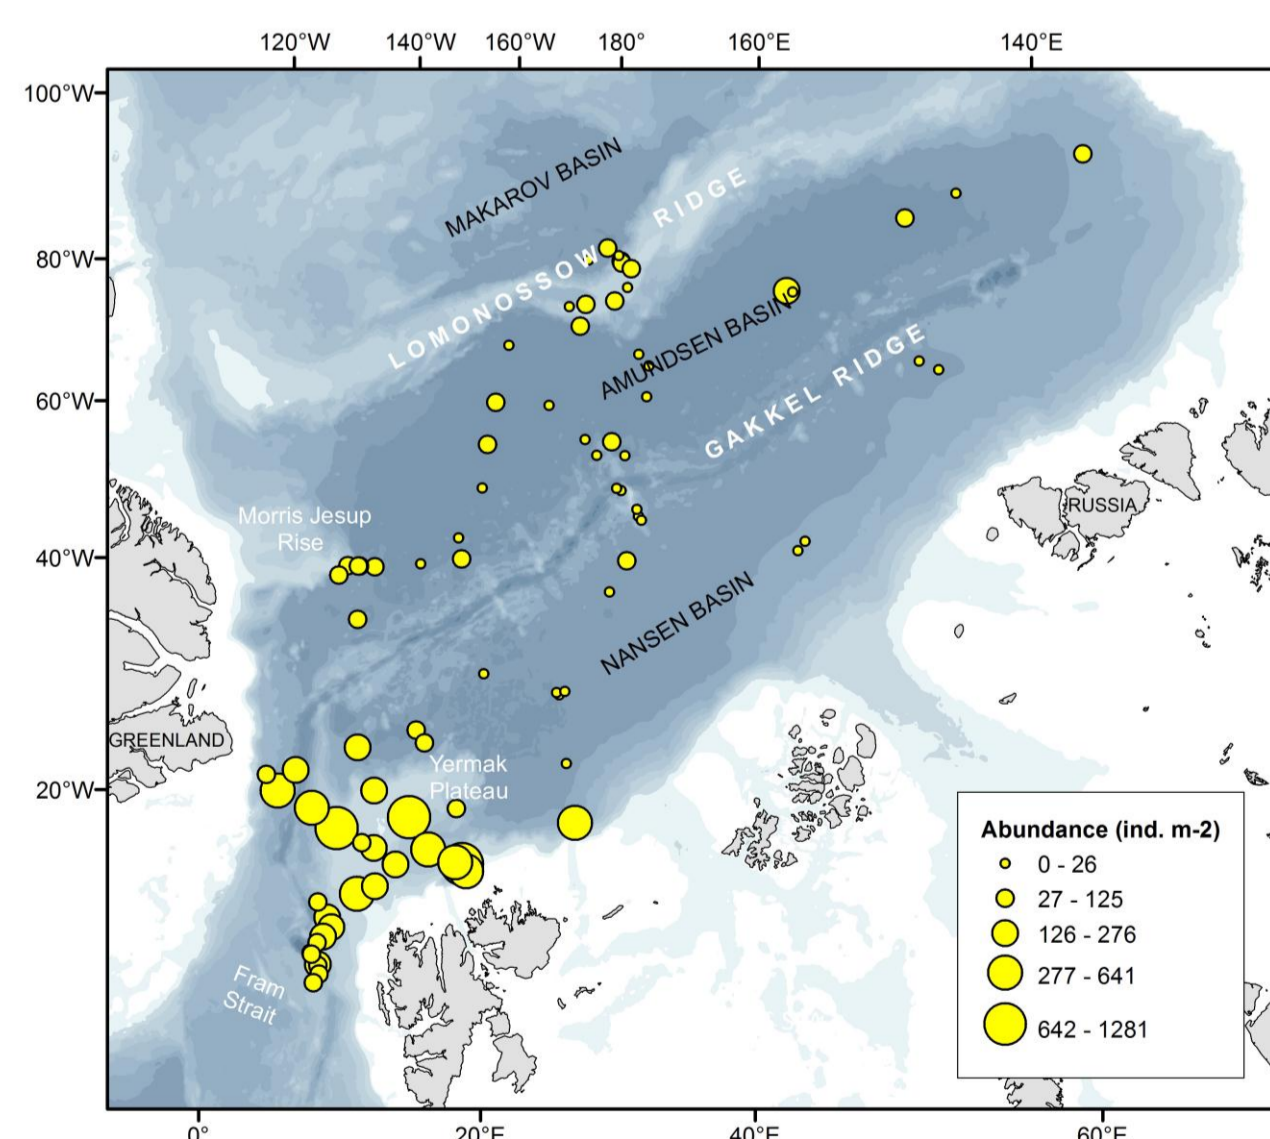 120°W 140°W 160°W 180° 160°E 140°E
100°W
80°W
60°W
40°W
20°W
MAKAROV BASIN
LOMONOSSOW RIDGE
AMUNDSEN BASIN
GAKKEL RIDGE
Morris Jesup
Rise
RUSSIA
NANSEN BASIN
GREENLAND
Yermak
Plateau
Fram
Strait
Abundance (ind. m-2)
0 - 26
27 - 125
126 - 276
277 - 641
642 - 1281
0° 20°E 40°E 60°E